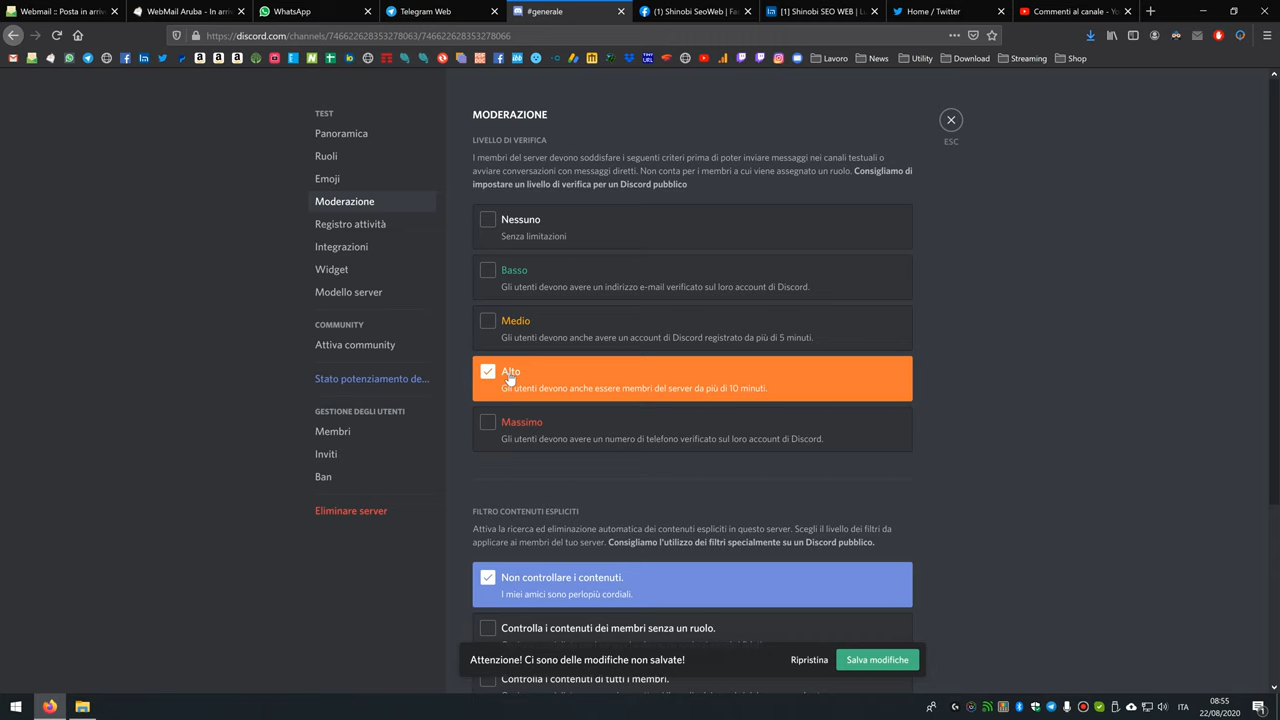 Webmail :: Posta in arrivo
WebMail Aruba - In arrivo
WhatsApp
Telegram Web
#generale
(1) Shinobi SeoWeb | Fac
[1] Shinobi SEO WEB | L
Home / Twitter
Commenti al canale - Yo
https://discord.com/channels/746622628353278063/746622628353278066
Lavoro
News
Utility
Download
Streaming
Shop
TEST
Panoramica
Ruoli
Emoji
Moderazione
Registro attività
Integrazioni
Widget
Modello server
COMMUNITY
Attiva community
Stato potenziamento de...
GESTIONE DEGLI UTENTI
Membri
Inviti
Ban
Eliminare server
MODERAZIONE
ESC
LIVELLO DI VERIFICA
I membri del server devono soddisfare i seguenti criteri prima di poter inviare messaggi nei canali testuali o
avviare conversazioni con messaggi diretti. Non conta per i membri a cui viene assegnato un ruolo. Consigliamo di
impostare un livello di verifica per un Discord pubblico
Nessuno
Senza limitazioni
Basso
Gli utenti devono avere un indirizzo e-mail verificato sul loro account di Discord.
Medio
Gli utenti devono anche avere un account di Discord registrato da più di 5 minuti.
Alto
Gli utenti devono anche essere membri del server da più di 10 minuti.
Massimo
Gli utenti devono avere un numero di telefono verificato sul loro account di Discord.
FILTRO CONTENUTI ESPLICITI
Attiva la ricerca ed eliminazione automatica dei contenuti espliciti in questo server. Scegli il livello dei filtri da
applicare ai membri del tuo server. Consigliamo l'utilizzo dei filtri specialmente su un Discord pubblico.
Non controllare i contenuti.
I miei amici sono perlopiù cordiali.
Controlla i contenuti dei membri senza un ruolo.
Attenzione! Ci sono delle modifiche non salvate!
Ripristina
Salva modifiche
Controlla i contenuti di tutti i membri.
ITA
08:55
22/08/2020